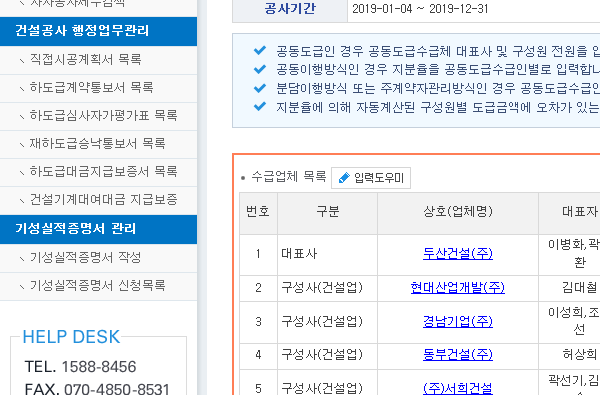 건설공사 행정업무관리
직접시공계획서 목록
하도급계약통보서 목록
하도급심사자가평가표 목록
재하도급승낙통보서 목록
하도급대금지급보증서 목록
건설기계대여대금 지급보증
기성실적증명서 관리
기성실적증명서 작성
기성실적증명서 신청목록
HELP DESK
TEL. 1588-8456
FAX. 070-4850-8531
공사기간 2019-01-04 ~ 2019-12-31
공동도급인 경우 공동도급수급체 대표사 및 구성원 전원을 입
공동이행방식인 경우 지분율을 공동도급수급인별로 입력합니
분담이행방식 또는 주계약자관리방식인 경우 공동도급수급인
지분율에 의해 자동계산된 구성원별 도급금액에 오차가 있는
수급업체 목록 입력도우미
번호 구분 상호(업체명) 대표자
1 대표사 두산건설(주) 이병화,곽
환
2 구성사(건설업) 현대산업개발(주) 김대철
3 구성사(건설업) 경남기업(주) 이성희,조
선
4 구성사(건설업) 동부건설(주) 허상희
5 구성사(건설업) (주)서희건설 곽선기,김